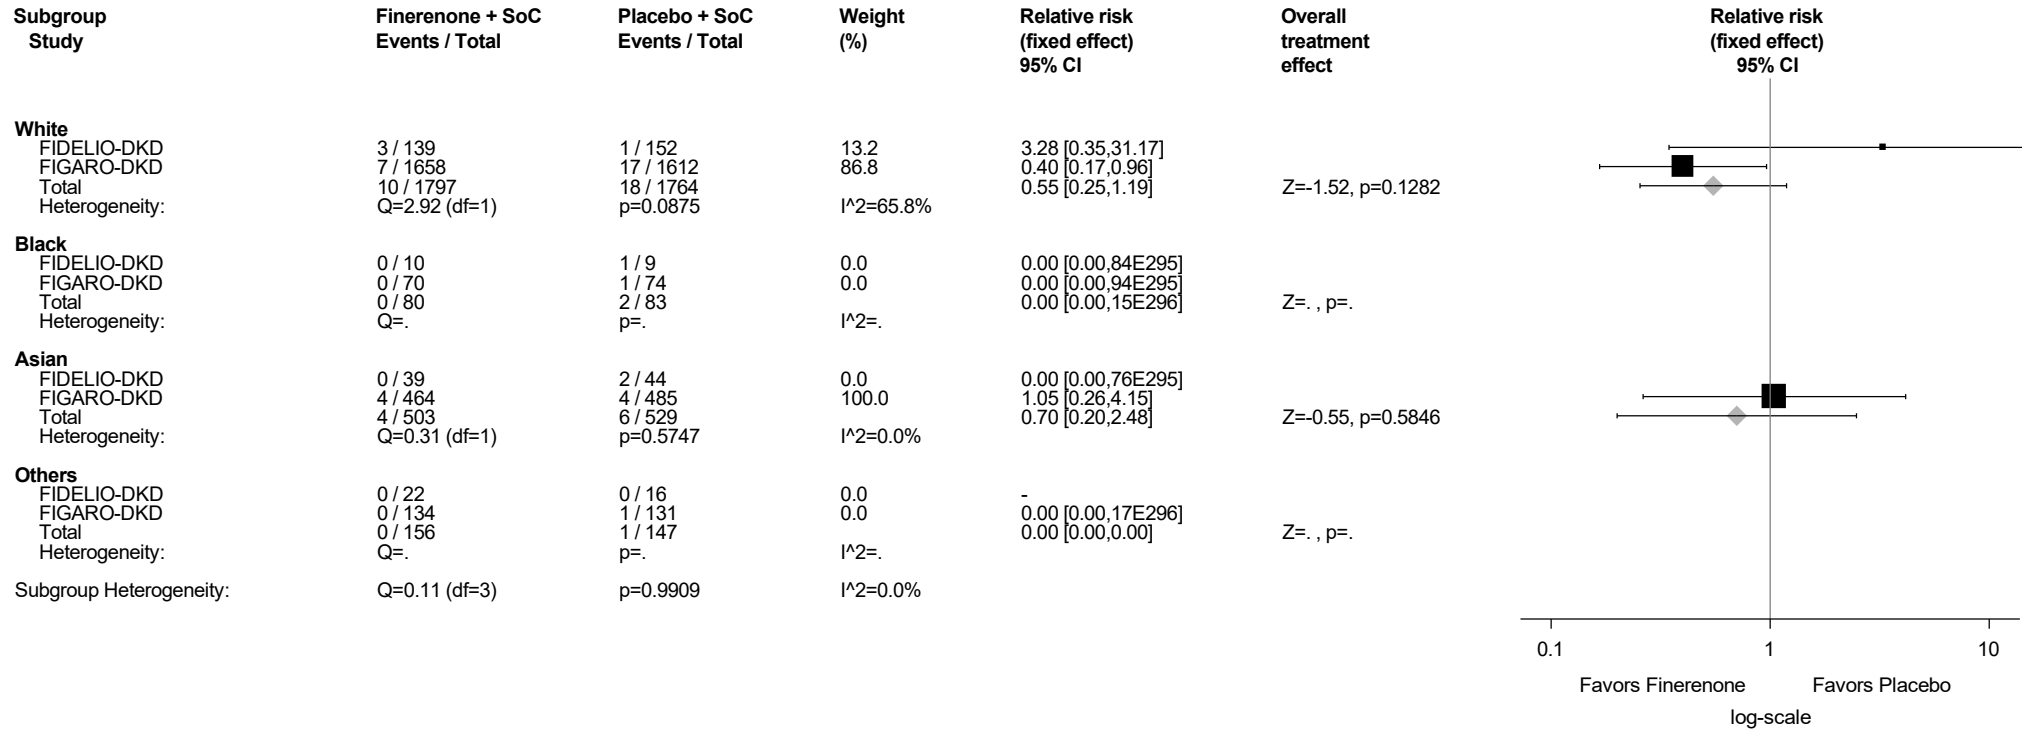 Subgroup Finerenone + SoC Placebo + SoC Weight Relative risk Overall Relative risk
Study Events / Total Events / Total (%) (fixed effect) treatment (fixed effect)
95% CI effect 95% CI
White
FIDELIO-DKD 3 / 139 1 / 152 13.2 3.28 [0.35,31.17]
FIGARO-DKD 7 / 1658 17 / 1612 86.8 0.40 [0.17,0.96]
Total 10 / 1797 18 / 1764 0.55 [0.25,1.19] Z=-1.52, p=0.1282
Heterogeneity: Q=2.92 (df=1) p=0.0875 I^2=65.8%
Black
FIDELIO-DKD 0 / 10 1 / 9 0.0 0.00 [0.00,84E295]
FIGARO-DKD 0 / 70 1 / 74 0.0 0.00 [0.00,94E295]
Total 0 / 80 2 / 83 0.00 [0.00,15E296] Z=. , p=.
Heterogeneity: Q=. p=. I^2=.
Asian
FIDELIO-DKD 0 / 39 2 / 44 0.0 0.00 [0.00,76E295]
FIGARO-DKD 4 / 464 4 / 485 100.0 1.05 [0.26,4.15]
Total 4 / 503 6 / 529 0.70 [0.20,2.48] Z=-0.55, p=0.5846
Heterogeneity: Q=0.31 (df=1) p=0.5747 I^2=0.0%
Others
FIDELIO-DKD 0 / 22 0 / 16 0.0 -
FIGARO-DKD 0 / 134 1 / 131 0.0 0.00 [0.00,17E296]
Total 0 / 156 1 / 147 0.00 [0.00,0.00] Z=. , p=.
Heterogeneity: Q=. p=. I^2=.
Subgroup Heterogeneity: Q=0.11 (df=3) p=0.9909 I^2=0.0%
0.1 1 10
Favors Finerenone Favors Placebo
log-scale